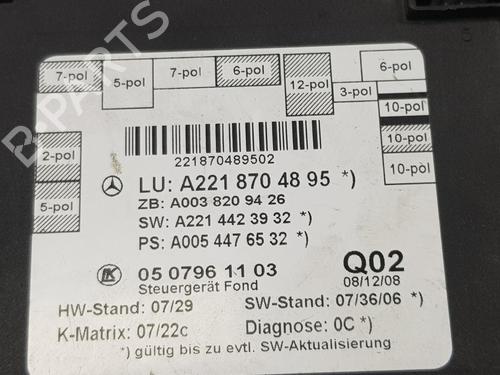 7-pol
5-pol
7-pol
6-pol
12-pol
3-pol
6-pol
10-pol
10-pol
10-pol
2-pol
5-pol
221870489502
LU: A221 870 48 95 *)
ZB: A003 820 94 26
SW: A221 442 39 32 *)
PS: A005 447 65 32 *)
05 0796 11 03
Steuergerät Fond
Q02
08/12/08
HW-Stand: 07/29
SW-Stand: 07/36/06 *)
K-Matrix: 07/22c
Diagnose: 0C *)
*) gültig bis zu evtl. SW-Aktualisierung
B-PARTS